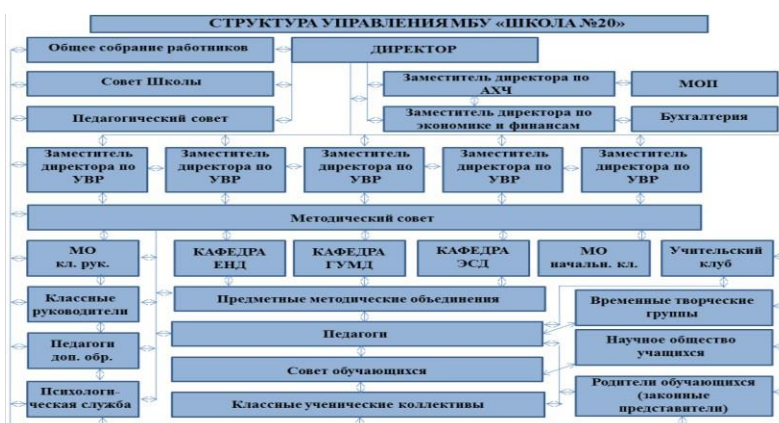 СТРУКТУРА УПРАВЛЕНИЯ МБУ «ШКОЛА №20»
Общее собрание работников
ДИРЕКТОР
Совет Школы
Заместитель директора по
АХЧ
МОП
Педагогический совет
Заместитель директора по
экономике и финансам
Бухгалтерия
Заместитель
директора по
УВР
Заместитель
директора по
УВР
Заместитель
директора по
УВР
Заместитель
директора по
УВР
Заместитель
директора по
УВР
Методический совет
МО
кл. рук.
КАФЕДРА
ЕНД
КАФЕДРА
ГУМД
КАФЕДРА
ЭСД
МО
начальн. кл.
Учительский
клуб
Классные
руководители
Предметные методические объединения
Временные творческие
группы
Педагоги
Педагоги
доп. обр.
Научное общество
учащихся
Совет обучающихся
Психологи-
ческая служба
Классные ученические коллективы
Родители обучающихся
(законные
представители)